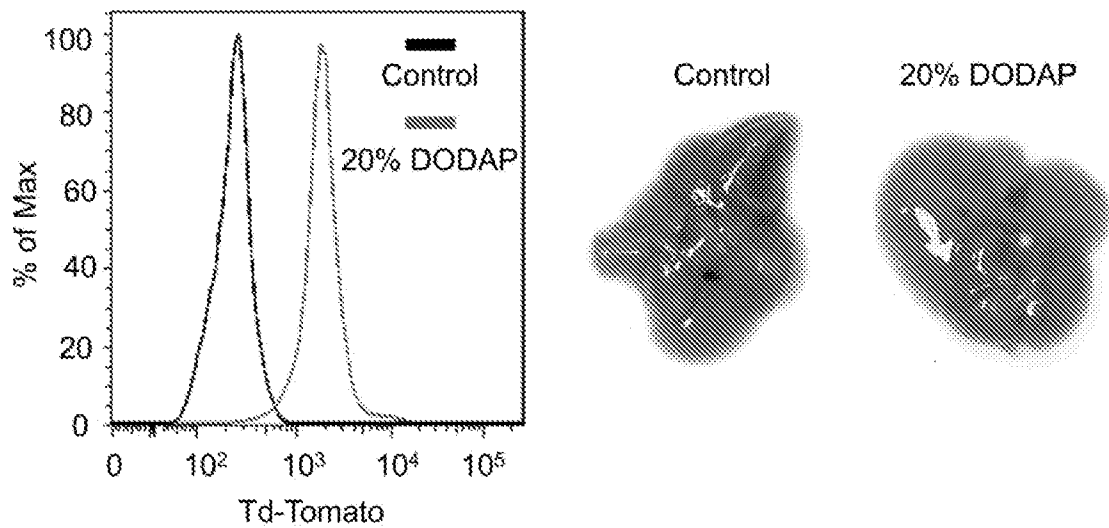 100
80
60
40
20
0
% of Max
Control
20% DODAP
0 10² 10³ 10⁴ 10⁵
Td-Tomato
Control
20% DODAP